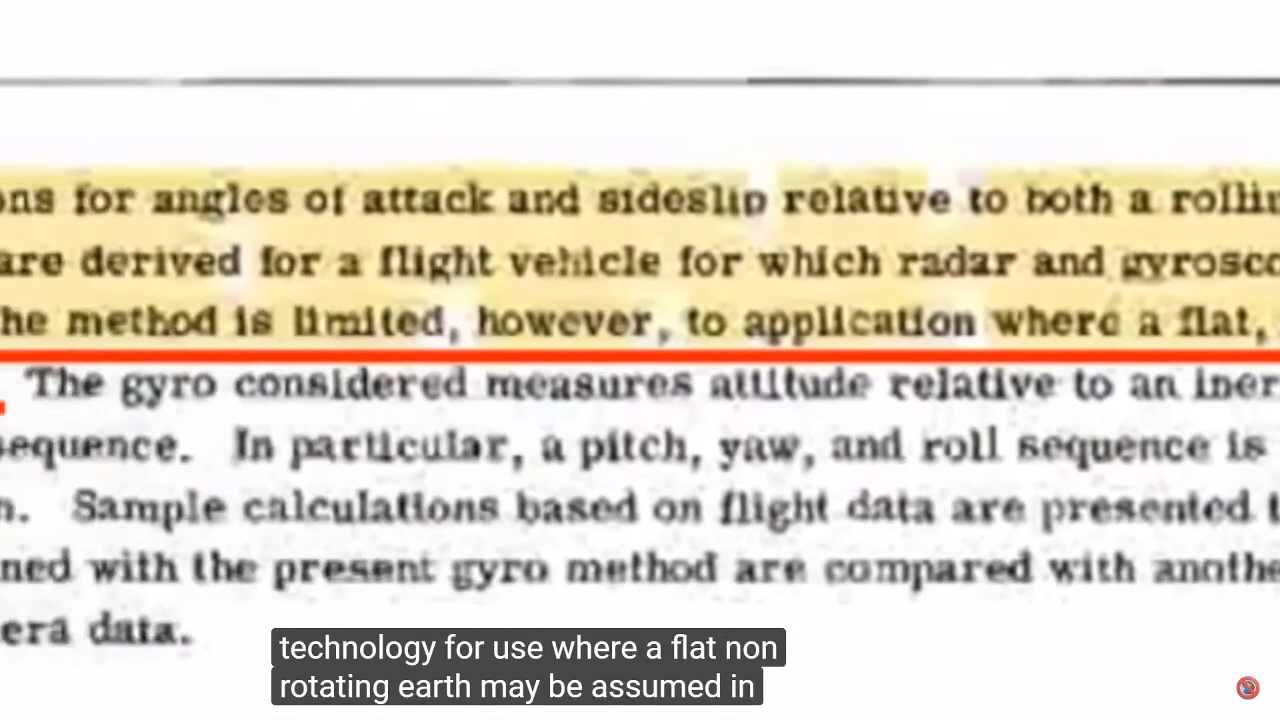 ons for angles of attack and sideslip relative to both a rollin
are derived for a flight vehicle for which radar and gyrosco
he method is limited, however, to application where a flat,
The gyro considered measures attitude relative to an iner
sequence. In particular, a pitch, yaw, and roll sequence is
n. Sample calculations based on flight data are presented t
ned with the present gyro method are compared with anothe
era data.
technology for use where a flat non
rotating earth may be assumed in